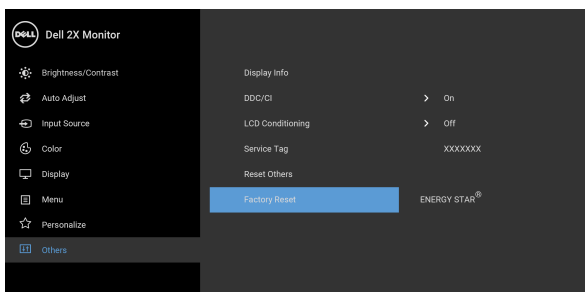 DELL Dell 2X Monitor
Brightness/Contrast Display Info
Auto Adjust DDC/CI On
Input Source LCD Conditioning Off
Color Service Tag XXXXXXX
Display Reset Others
Menu Factory Reset ENERGY STAR®
Personalize
Others